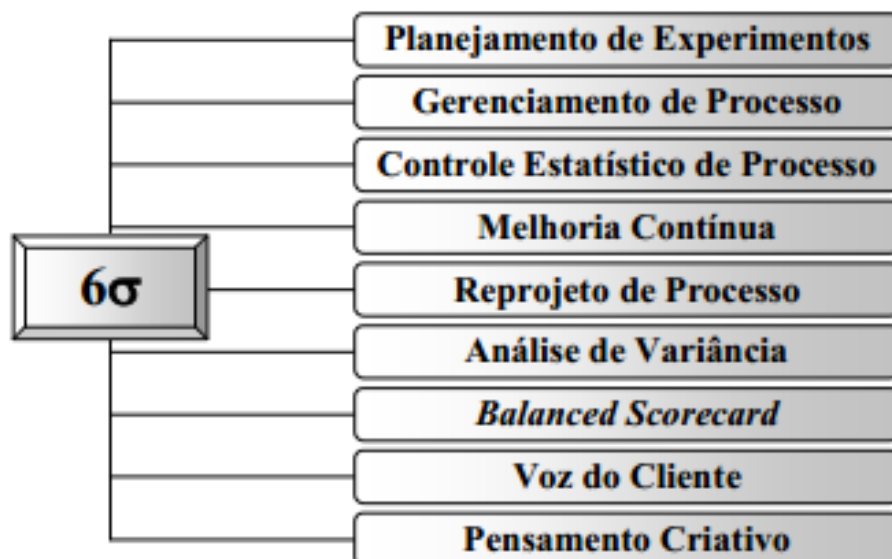 Planejamento de Experimentos
Gerenciamento de Processo
Controle Estatístico de Processo
Melhoria Contínua
6σ
Reprojeto de Processo
Análise de Variância
Balanced Scorecard
Voz do Cliente
Pensamento Criativo